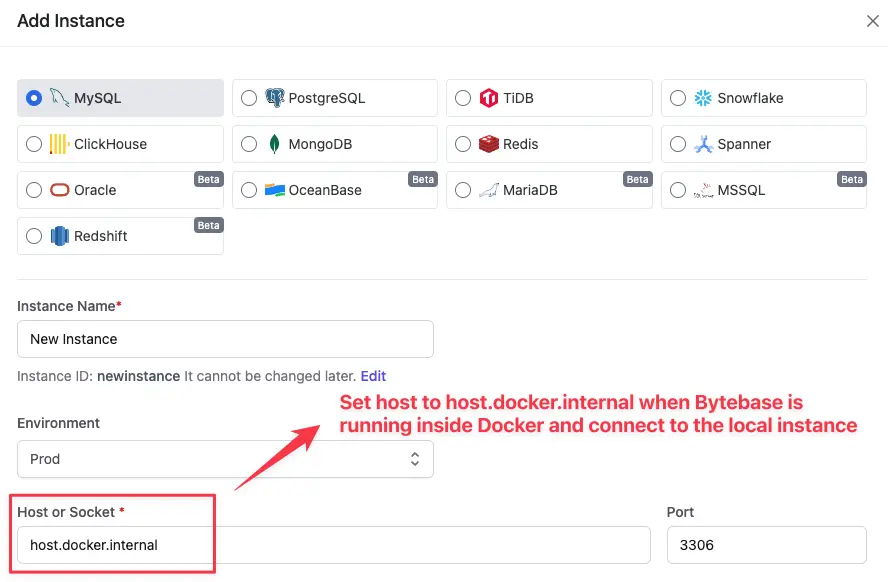 Add Instance
MySQL
PostgreSQL
TiDB
Snowflake
ClickHouse
MongoDB
Redis
Spanner
Oracle
Beta
OceanBase
Beta
MariaDB
Beta
MSSQL
Beta
Redshift
Beta
Instance Name*
New Instance
Instance ID: newinstance It cannot be changed later. Edit
Set host to host.docker.internal when Bytebase is
running inside Docker and connect to the local instance
Environment
Prod
Host or Socket *
host.docker.internal
Port
3306